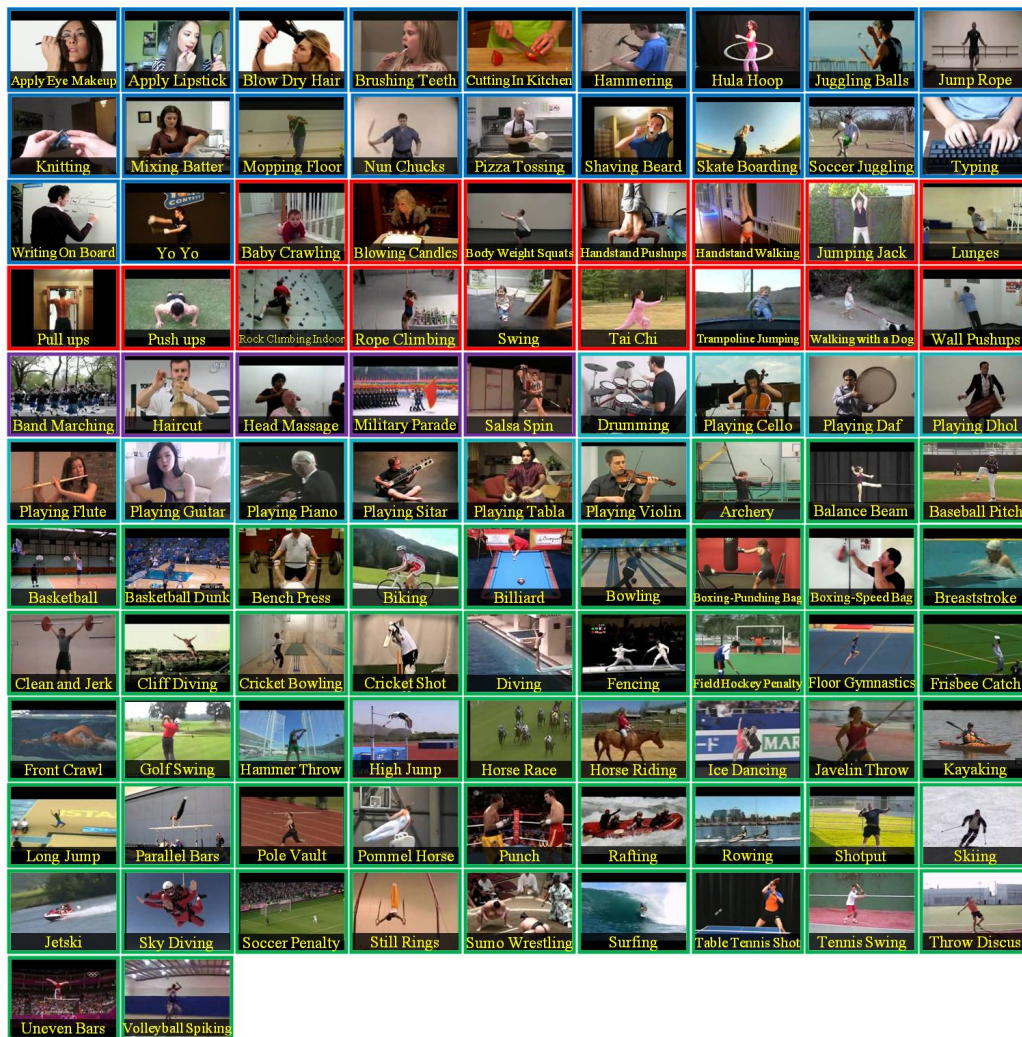 Apply Eye Makeup
Apply Lipstick
Blow Dry Hair
Brushing Teeth
Cutting In Kitchen
Hammering
Hula Hoop
Juggling Balls
Jump Rope
Knitting
Mixing Batter
Mopping Floor
Nun Chucks
Pizza Tossing
Shaving Beard
Skate Boarding
Soccer Juggling
Typing
Writing On Board
CONTEST
Yo Yo
Baby Crawling
Blowing Candles
Body Weight Squats
Handstand Pushups
Handstand Walking
Jumping Jack
Lunges
Pull ups
Push ups
Rock Climbing Indoor
Rope Climbing
Swing
Tai Chi
Trampoline Jumping
Walking with a Dog
Wall Pushups
Band Marching
Haircut
Head Massage
Military Parade
Salsa Spin
Drumming
Playing Cello
Playing Daf
Playing Dhol
Playing Flute
Playing Guitar
Playing Piano
Playing Sitar
Playing Tabla
Playing Violin
Archery
Balance Beam
Baseball Pitch
Basketball
Basketball Dunk
Bench Press
Biking
Billiard
Bowling
Boxing-Punching Bag
Boxing-Speed Bag
Breaststroke
Clean and Jerk
Cliff Diving
Cricket Bowling
Cricket Shot
Diving
Fencing
Field Hockey Penalty
Floor Gymnastics
Frisbee Catch
Front Crawl
Golf Swing
Hammer Throw
High Jump
Horse Race
Horse Riding
MAR
Ice Dancing
Javelin Throw
Kayaking
Long Jump
Parallel Bars
Pole Vault
Pommel Horse
Punch
Rafting
Rowing
Shotput
Skiing
Jetski
Sky Diving
Soccer Penalty
Still Rings
Sumo Wrestling
Surfing
Table Tennis Shot
Tennis Swing
Throw Discus
Uneven Bars
Volleyball Spiking